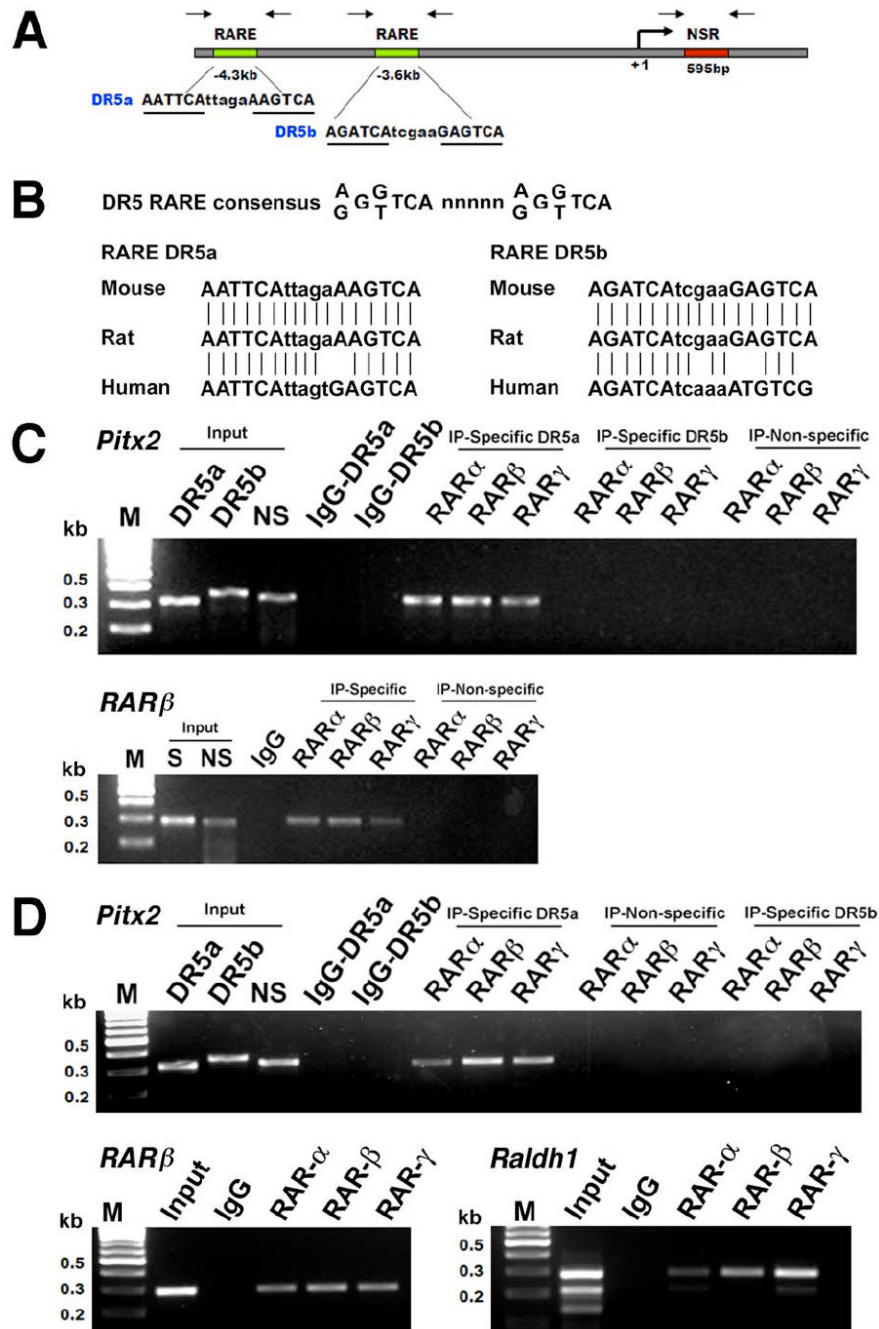 A
RARE RARE NSR
-4.3kb -3.6kb +1 595bp
DR5a AATTCAttagaAAGTCA
DR5b AGATCAtcgaaGAGTCA
B
DR5 RARE consensus A/G G G/T TCA nnnnn A/G G G/T TCA
RARE DR5a RARE DR5b
Mouse AATTCAttagaAAGTCA Mouse AGATCAtcgaaGAGTCA
Rat AATTCAttagaAAGTCA Rat AGATCAtcgaaGAGTCA
Human AATTCAttagtGAGTCA Human AGATCAtcaaaATGTCG
C
Pitx2 Input IP-Specific DR5a IP-Specific DR5b IP-Non-specific
kb M DR5a DR5b NS IgG-DR5a IgG-DR5b RARα RARβ RARγ RARα RARβ RARγ RARα RARβ RARγ
0.5
0.3
0.2
RARβ Input IP-Specific IP-Non-specific
kb M S NS IgG RARα RARβ RARγ RARα RARβ RARγ
0.5
0.3
0.2
D
Pitx2 Input IP-Specific DR5a IP-Non-specific IP-Specific DR5b
kb M DR5a DR5b NS IgG-DR5a IgG-DR5b RARα RARβ RARγ RARα RARβ RARγ RARα RARβ RARγ
0.5
0.3
0.2
RARβ
kb M Input IgG RAR-α RAR-β RAR-γ
0.5
0.3
0.2
Raldh1
kb M Input IgG RAR-α RAR-β RAR-γ
0.5
0.3
0.2